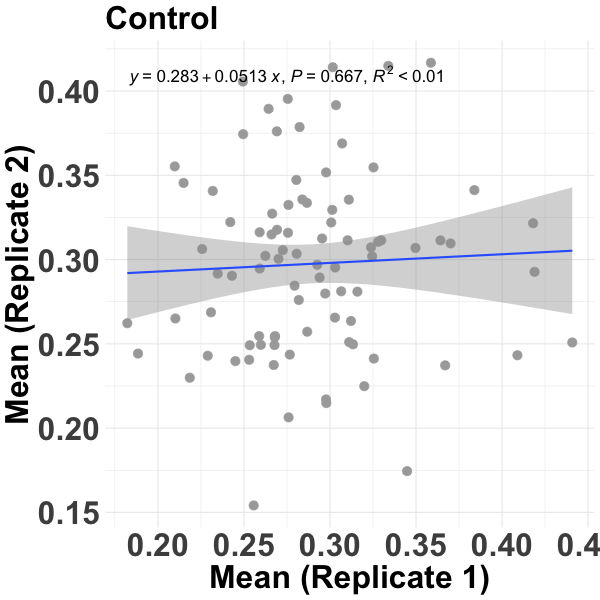 Control
y = 0.283 + 0.0513 x, P = 0.667, R² < 0.01
0.40
0.35
0.30
0.25
0.20
0.15
Mean (Replicate 2)
0.20 0.25 0.30 0.35 0.40 0.4
Mean (Replicate 1)